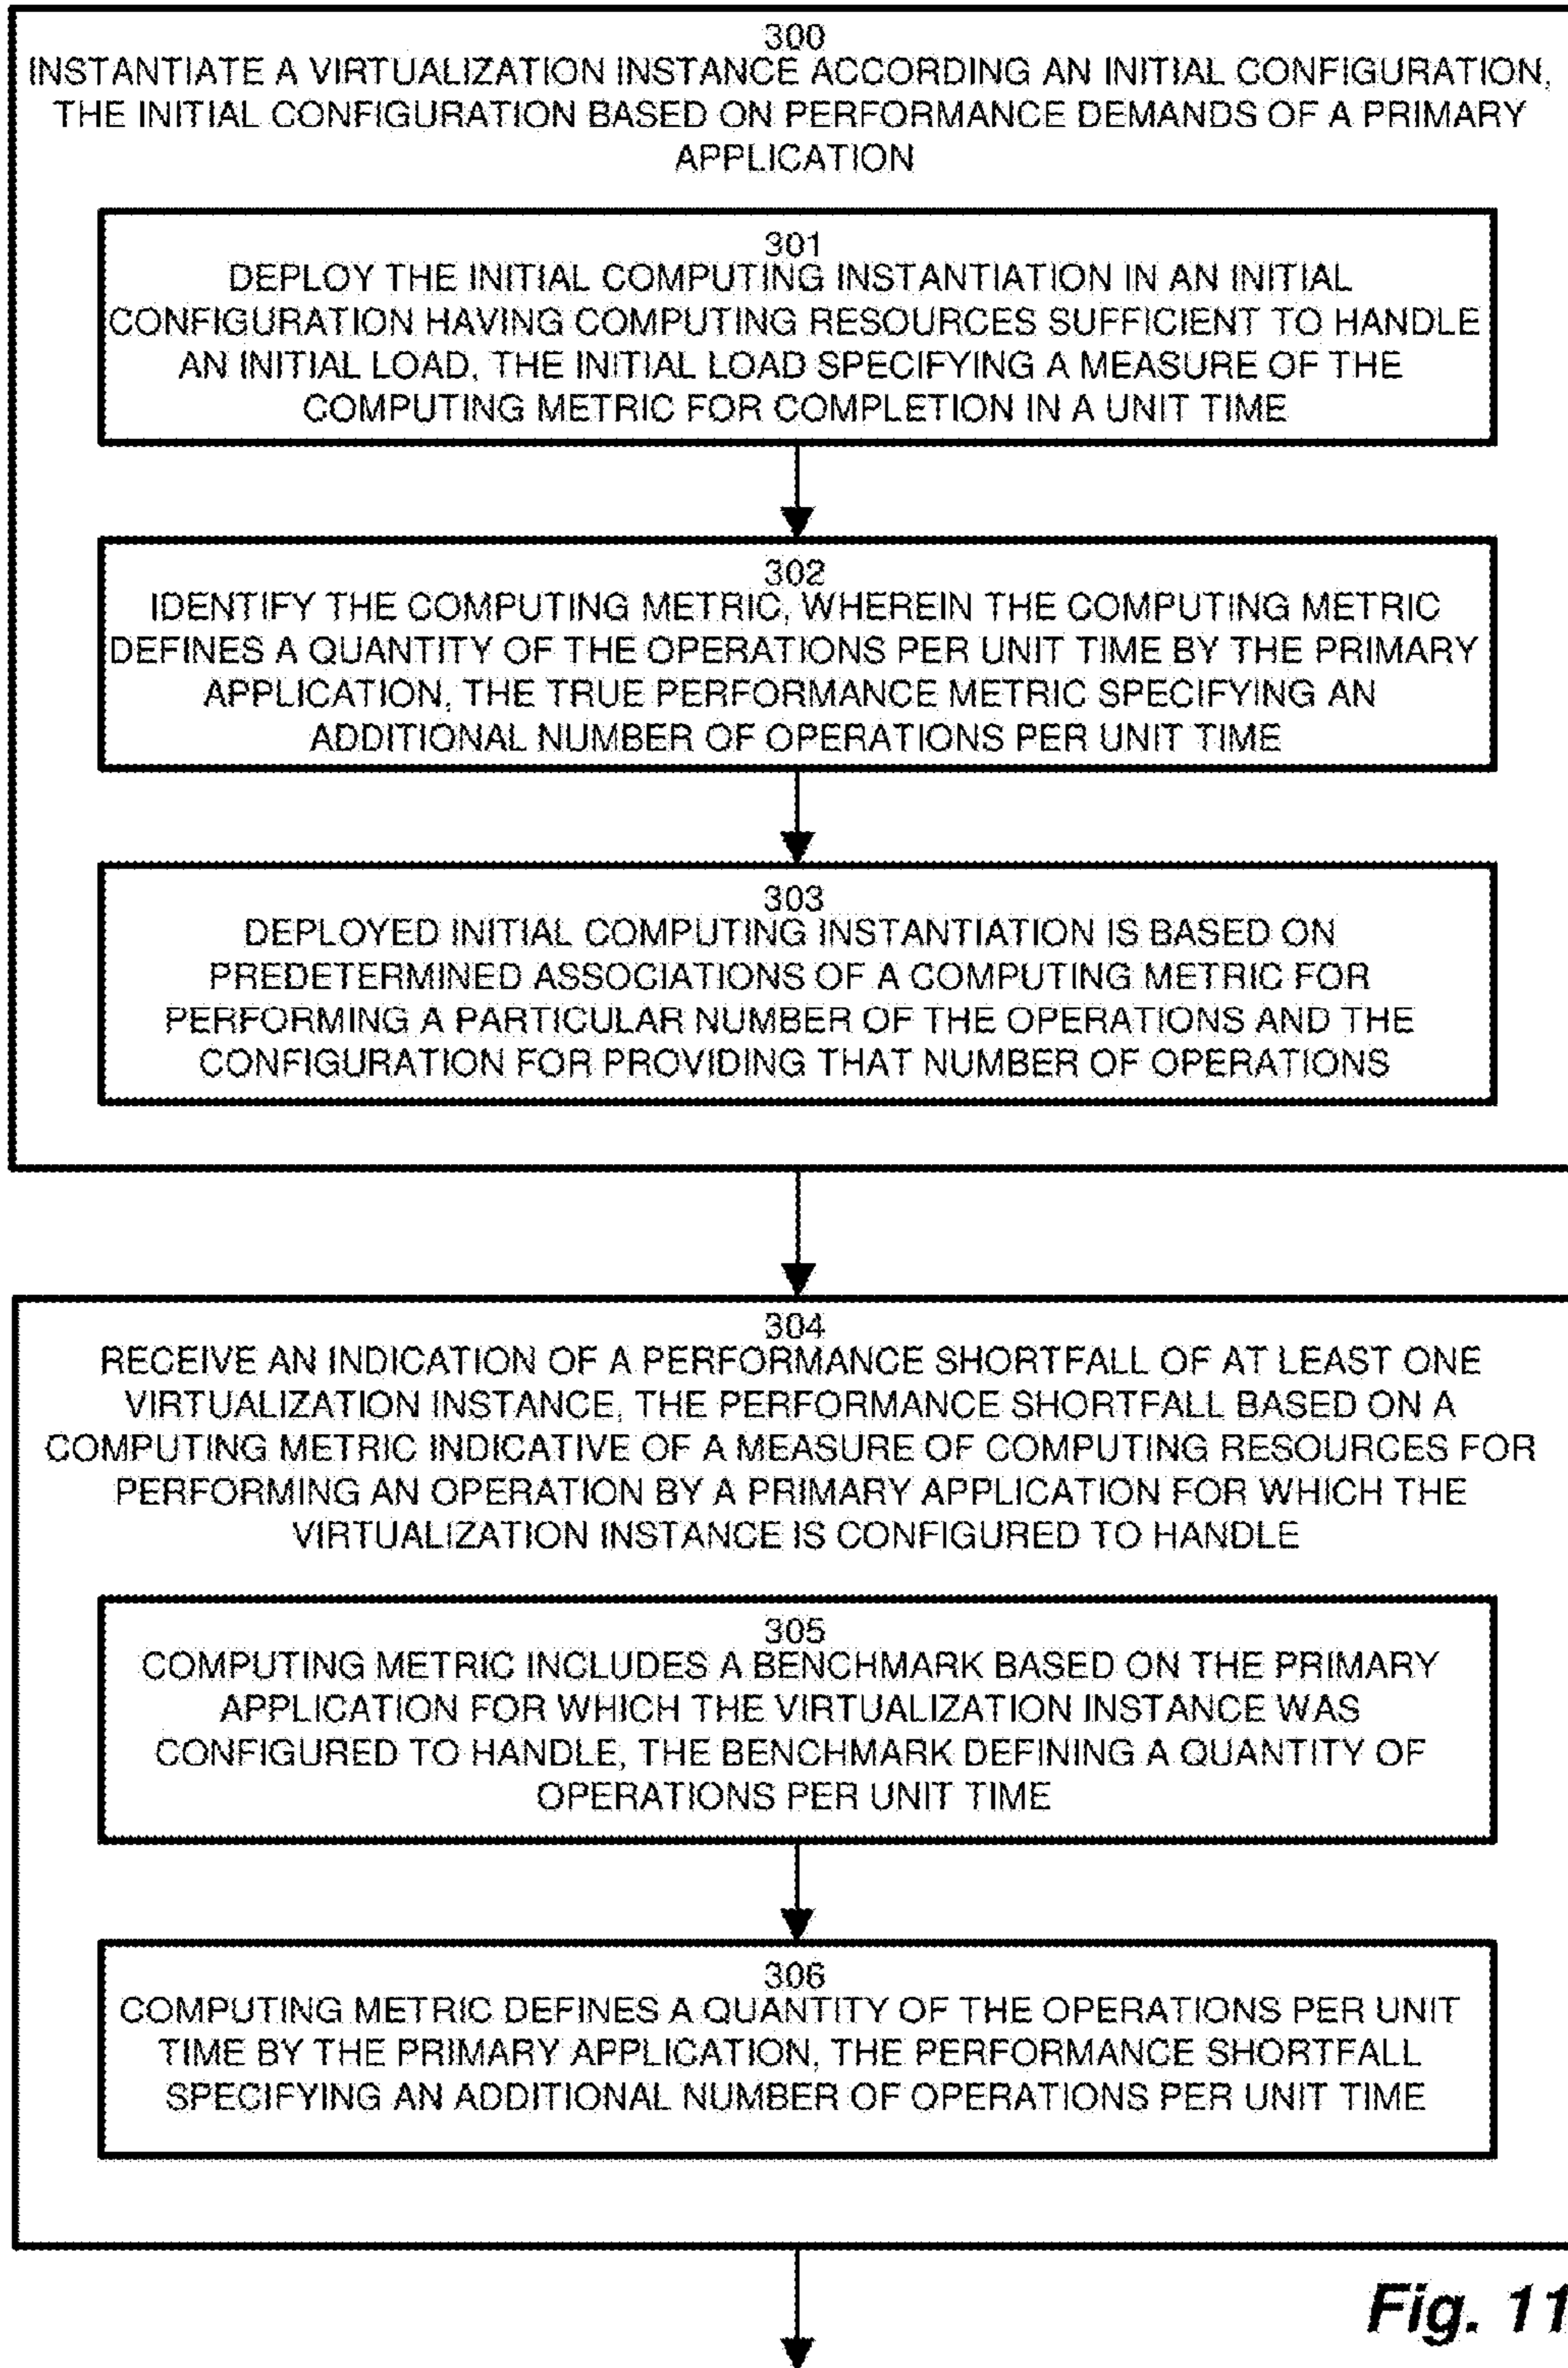 300
INSTANTIATE A VIRTUALIZATION INSTANCE ACCORDING AN INITIAL CONFIGURATION,
THE INITIAL CONFIGURATION BASED ON PERFORMANCE DEMANDS OF A PRIMARY
APPLICATION
301
DEPLOY THE INITIAL COMPUTING INSTANTIATION IN AN INITIAL
CONFIGURATION HAVING COMPUTING RESOURCES SUFFICIENT TO HANDLE
AN INITIAL LOAD, THE INITIAL LOAD SPECIFYING A MEASURE OF THE
COMPUTING METRIC FOR COMPLETION IN A UNIT TIME
302
IDENTIFY THE COMPUTING METRIC, WHEREIN THE COMPUTING METRIC
DEFINES A QUANTITY OF THE OPERATIONS PER UNIT TIME BY THE PRIMARY
APPLICATION, THE TRUE PERFORMANCE METRIC SPECIFYING AN
ADDITIONAL NUMBER OF OPERATIONS PER UNIT TIME
303
DEPLOYED INITIAL COMPUTING INSTANTIATION IS BASED ON
PREDETERMINED ASSOCIATIONS OF A COMPUTING METRIC FOR
PERFORMING A PARTICULAR NUMBER OF THE OPERATIONS AND THE
CONFIGURATION FOR PROVIDING THAT NUMBER OF OPERATIONS
304
RECEIVE AN INDICATION OF A PERFORMANCE SHORTFALL OF AT LEAST ONE
VIRTUALIZATION INSTANCE, THE PERFORMANCE SHORTFALL BASED ON A
COMPUTING METRIC INDICATIVE OF A MEASURE OF COMPUTING RESOURCES FOR
PERFORMING AN OPERATION BY A PRIMARY APPLICATION FOR WHICH THE
VIRTUALIZATION INSTANCE IS CONFIGURED TO HANDLE
305
COMPUTING METRIC INCLUDES A BENCHMARK BASED ON THE PRIMARY
APPLICATION FOR WHICH THE VIRTUALIZATION INSTANCE WAS
CONFIGURED TO HANDLE, THE BENCHMARK DEFINING A QUANTITY OF
OPERATIONS PER UNIT TIME
306
COMPUTING METRIC DEFINES A QUANTITY OF THE OPERATIONS PER UNIT
TIME BY THE PRIMARY APPLICATION, THE PERFORMANCE SHORTFALL
SPECIFYING AN ADDITIONAL NUMBER OF OPERATIONS PER UNIT TIME
Fig. 11